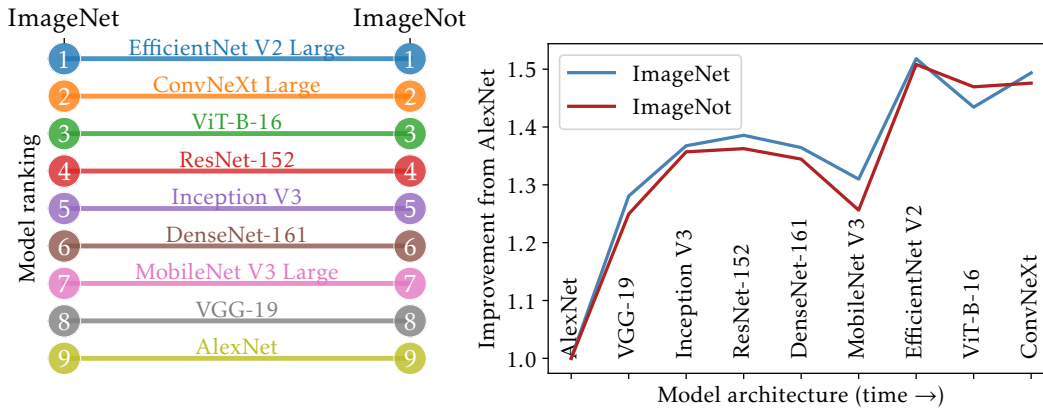 ImageNet ImageNot
Model ranking
1 EfficientNet V2 Large 1
2 ConvNeXt Large 2
3 ViT-B-16 3
4 ResNet-152 4
5 Inception V3 5
6 DenseNet-161 6
7 MobileNet V3 Large 7
8 VGG-19 8
9 AlexNet 9
Improvement from AlexNet
1.5
1.4
1.3
1.2
1.1
1.0
ImageNet
ImageNot
AlexNet
VGG-19
Inception V3
ResNet-152
DenseNet-161
MobileNet V3
EfficientNet V2
ViT-B-16
ConvNeXt
Model architecture (time →)